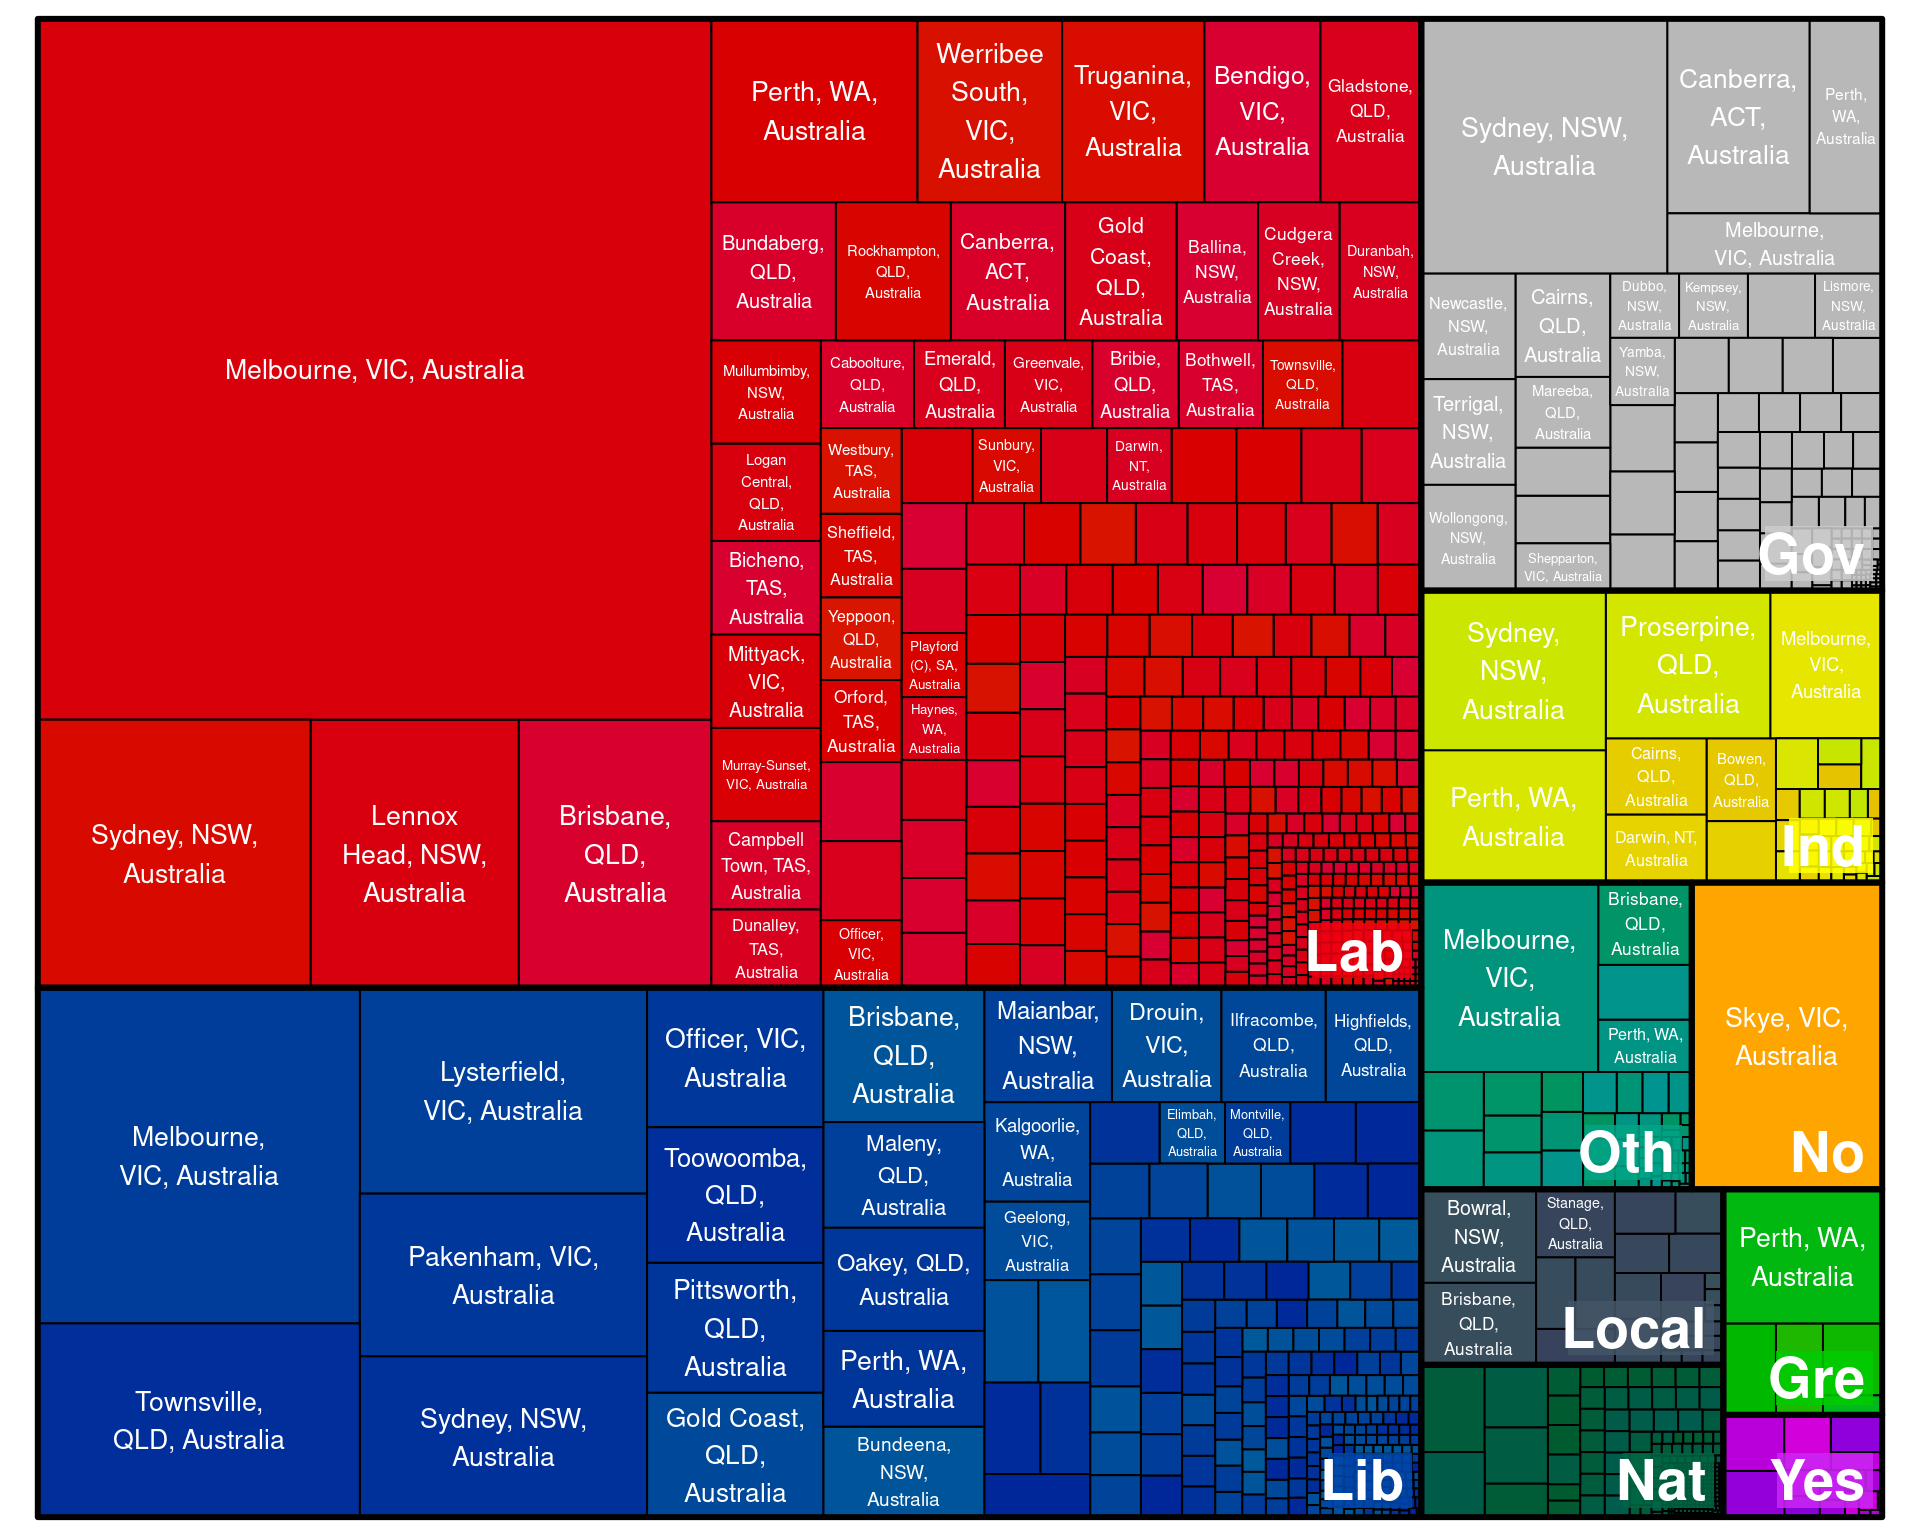 Melbourne, VIC, Australia
Sydney, NSW,
Australia
Lennox
Head, NSW,
Australia
Brisbane,
QLD,
Australia
Perth, WA,
Australia
Werribee
South,
VIC,
Australia
Truganina,
VIC,
Australia
Bendigo,
VIC,
Australia
Gladstone,
QLD,
Australia
Bundaberg,
QLD,
Australia
Rockhampton,
QLD,
Australia
Canberra,
ACT,
Australia
Gold
Coast,
QLD,
Australia
Ballina,
NSW,
Australia
Cudgera
Creek,
NSW,
Australia
Duranbah,
NSW,
Australia
Mullumbimby,
NSW,
Australia
Logan
Central,
QLD,
Australia
Bicheno,
TAS,
Australia
Mittyack,
VIC,
Australia
Murray-Sunset,
VIC, Australia
Campbell
Town, TAS,
Australia
Dunalley,
TAS,
Australia
Caboolture,
QLD,
Australia
Emerald,
QLD,
Australia
Greenvale,
VIC,
Australia
Bribie,
QLD,
Australia
Bothwell,
TAS,
Australia
Townsville,
QLD,
Australia
Westbury,
TAS,
Australia
Sheffield,
TAS,
Australia
Yeppoon,
QLD,
Australia
Orford,
TAS,
Australia
Officer,
VIC,
Australia
Sunbury,
VIC,
Australia
Darwin,
NT,
Australia
Playford
(C), SA,
Australia
Haynes,
WA,
Australia
Lab
Melbourne,
VIC, Australia
Townsville,
QLD, Australia
Lysterfield,
VIC, Australia
Pakenham, VIC,
Australia
Sydney, NSW,
Australia
Officer, VIC,
Australia
Toowoomba,
QLD,
Australia
Pittsworth,
QLD,
Australia
Gold Coast,
QLD,
Australia
Brisbane,
QLD,
Australia
Maleny,
QLD,
Australia
Oakey, QLD,
Australia
Perth, WA,
Australia
Bundeena,
NSW,
Australia
Maianbar,
NSW,
Australia
Drouin,
VIC,
Australia
Ilfracombe,
QLD,
Australia
Highfields,
QLD,
Australia
Kalgoorlie,
WA,
Australia
Geelong,
VIC,
Australia
Elimbah,
QLD,
Australia
Montville,
QLD,
Australia
Lib
Sydney, NSW,
Australia
Canberra,
ACT,
Australia
Perth,
WA,
Australia
Melbourne,
VIC, Australia
Newcastle,
NSW,
Australia
Terrigal,
NSW,
Australia
Wollongong,
NSW,
Australia
Cairns,
QLD,
Australia
Mareeba,
QLD,
Australia
Shepparton,
VIC, Australia
Dubbo,
NSW,
Australia
Kempsey,
NSW,
Australia
Lismore,
NSW,
Australia
Yamba,
NSW,
Australia
Gov
Sydney,
NSW,
Australia
Perth, WA,
Australia
Proserpine,
QLD,
Australia
Melbourne,
VIC,
Australia
Cairns,
QLD,
Australia
Darwin, NT,
Australia
Bowen,
QLD,
Australia
Ind
Melbourne,
VIC,
Australia
Brisbane,
QLD,
Australia
Perth, WA,
Australia
Oth
Skye, VIC,
Australia
No
Bowral,
NSW,
Australia
Brisbane,
QLD,
Australia
Stanage,
QLD,
Australia
Local
Perth, WA,
Australia
Gre
Nat
Yes